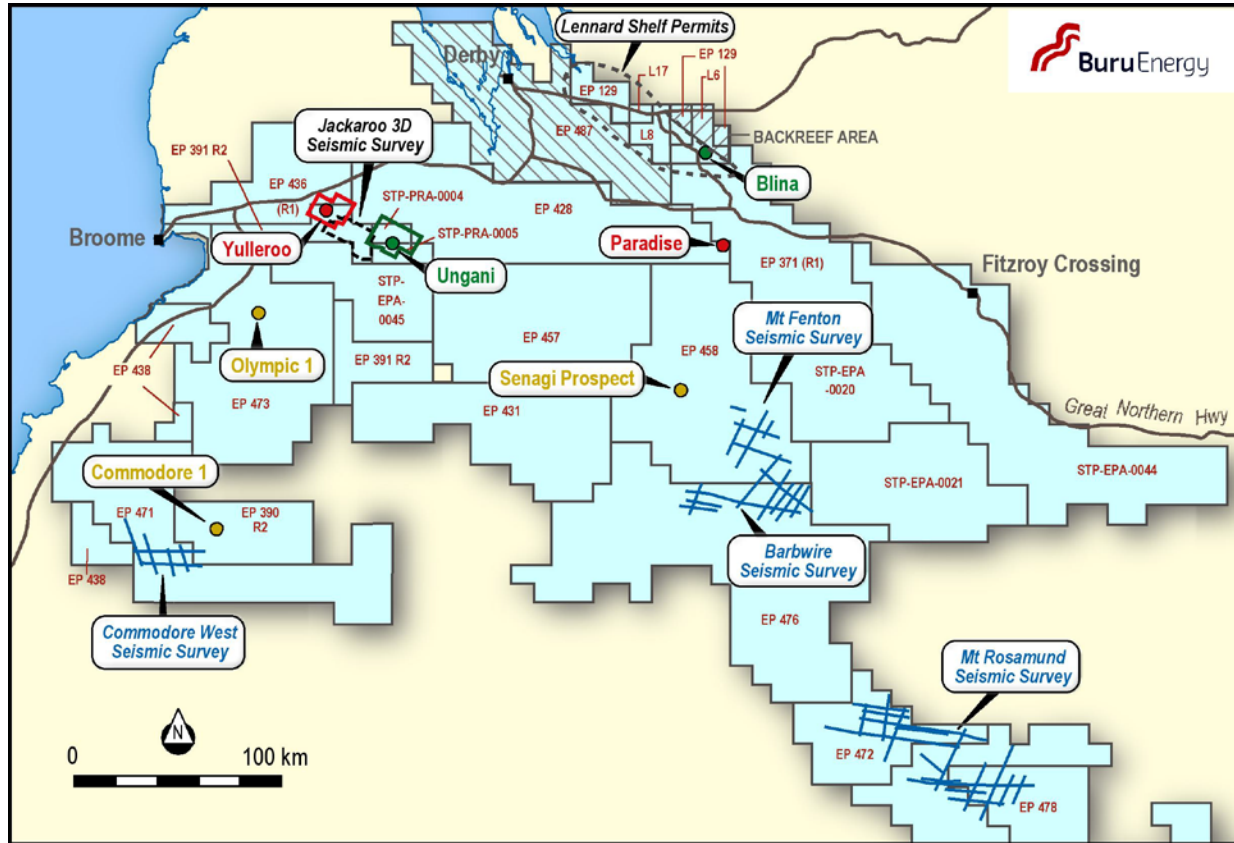 Lennard Shelf Permits
BuruEnergy
Derby
EP 129
L17
L6
EP 129
Jackaroo 3D
Seismic Survey
EP 487
L8
BACKREEF AREA
EP 391 R2
EP 436
(R1)
STP-PRA-0004
EP 428
Blina
Broome
Yulleroo
STP-PRA-0005
Ungani
Paradise
EP 371 (R1)
Fitzroy Crossing
STP-
EPA-
0045
Mt Fenton
Seismic Survey
EP 438
Olympic 1
EP 391 R2
EP 457
EP 458
Senagi Prospect
STP-EPA
-0020
EP 473
EP 431
Great Northern Hwy
Commodore 1
STP-EPA-0021
STP-EPA-0044
EP 471
EP 390
R2
EP 438
Barbwire
Seismic Survey
Commodore West
Seismic Survey
EP 476
Mt Rosamund
Seismic Survey
N
0
100 km
EP 472
EP 478